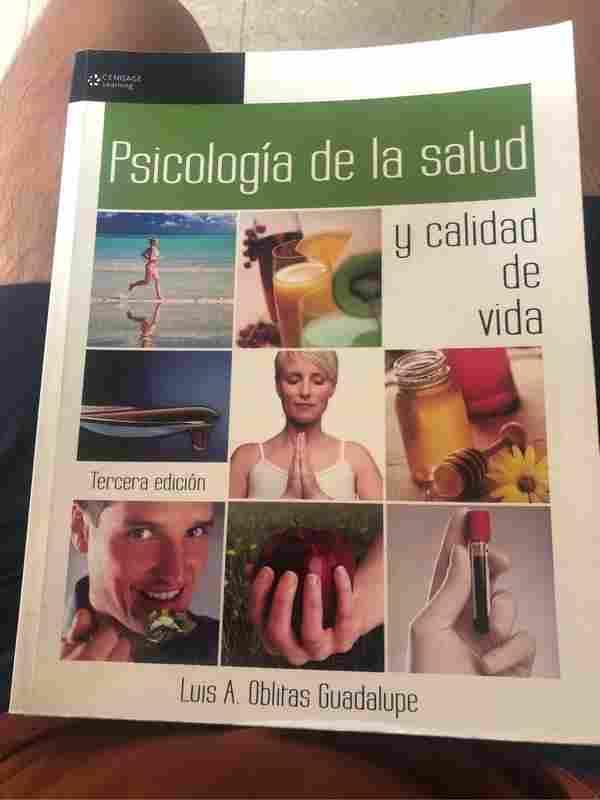 CENGAGE
Learning
Psicología de la salud
y calidad
de
vida
Tercera edición
Luis A. Oblitas Guadalupe